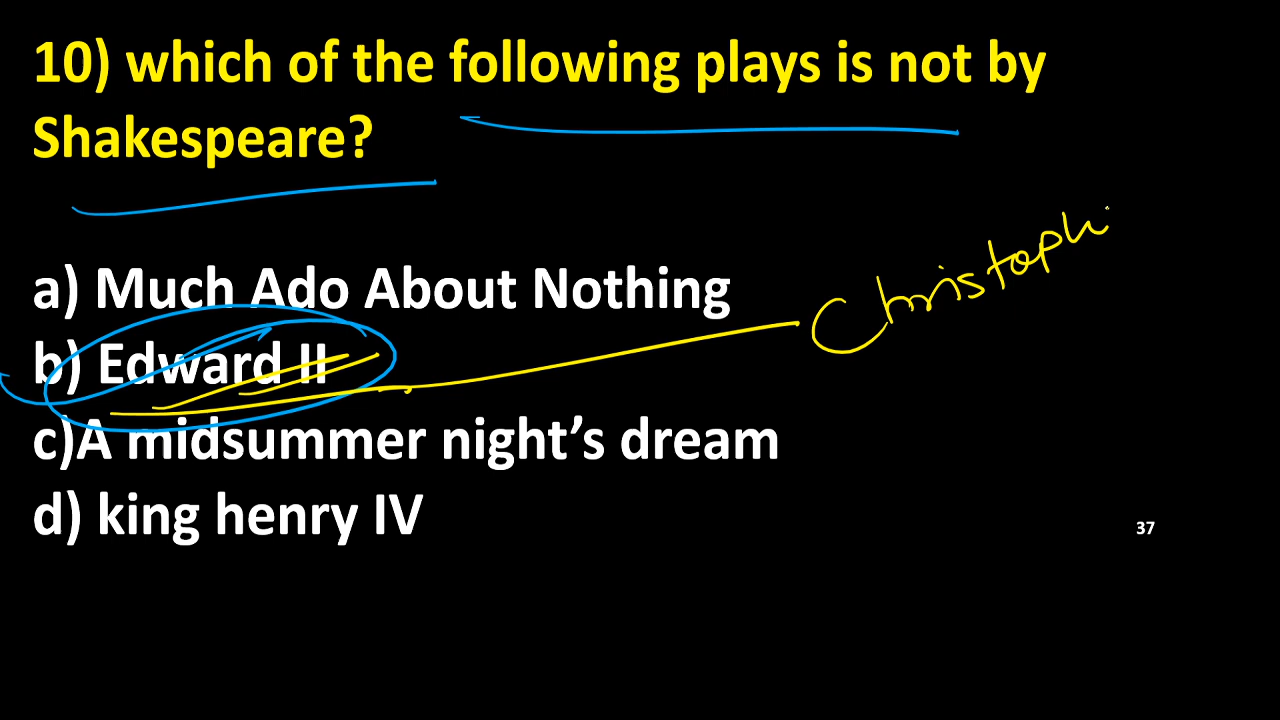 10) which of the following plays is not by
Shakespeare?
a) Much Ado About Nothing
b) Edward II
c)A midsummer night’s dream
d) king henry IV
Christoph
37